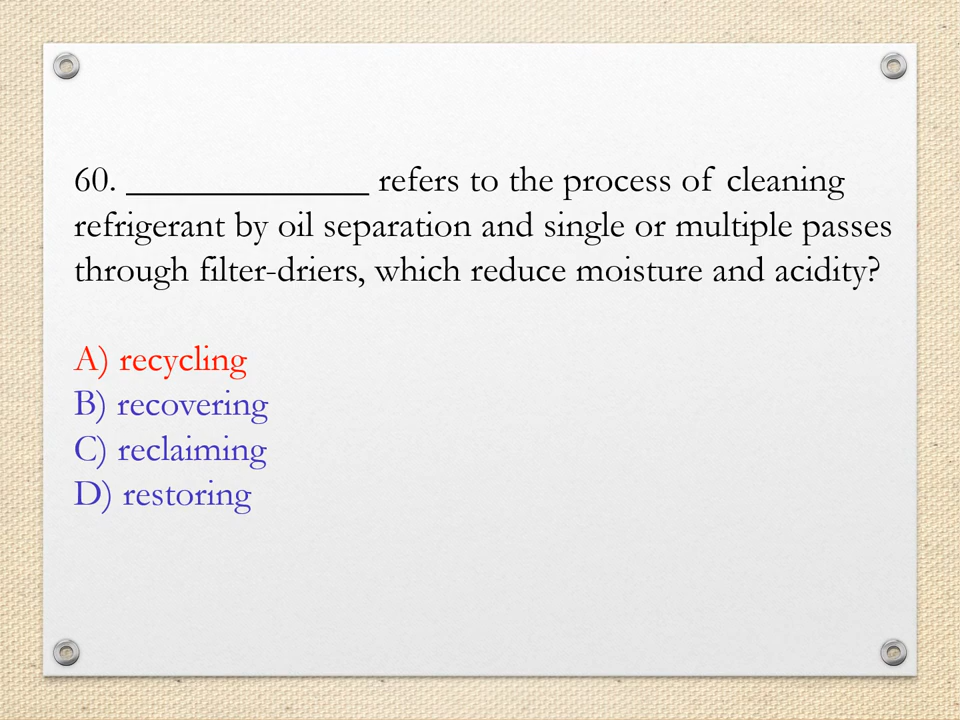 60. _____________ refers to the process of cleaning
refrigerant by oil separation and single or multiple passes
through filter-driers, which reduce moisture and acidity?
A) recycling
B) recovering
C) reclaiming
D) restoring